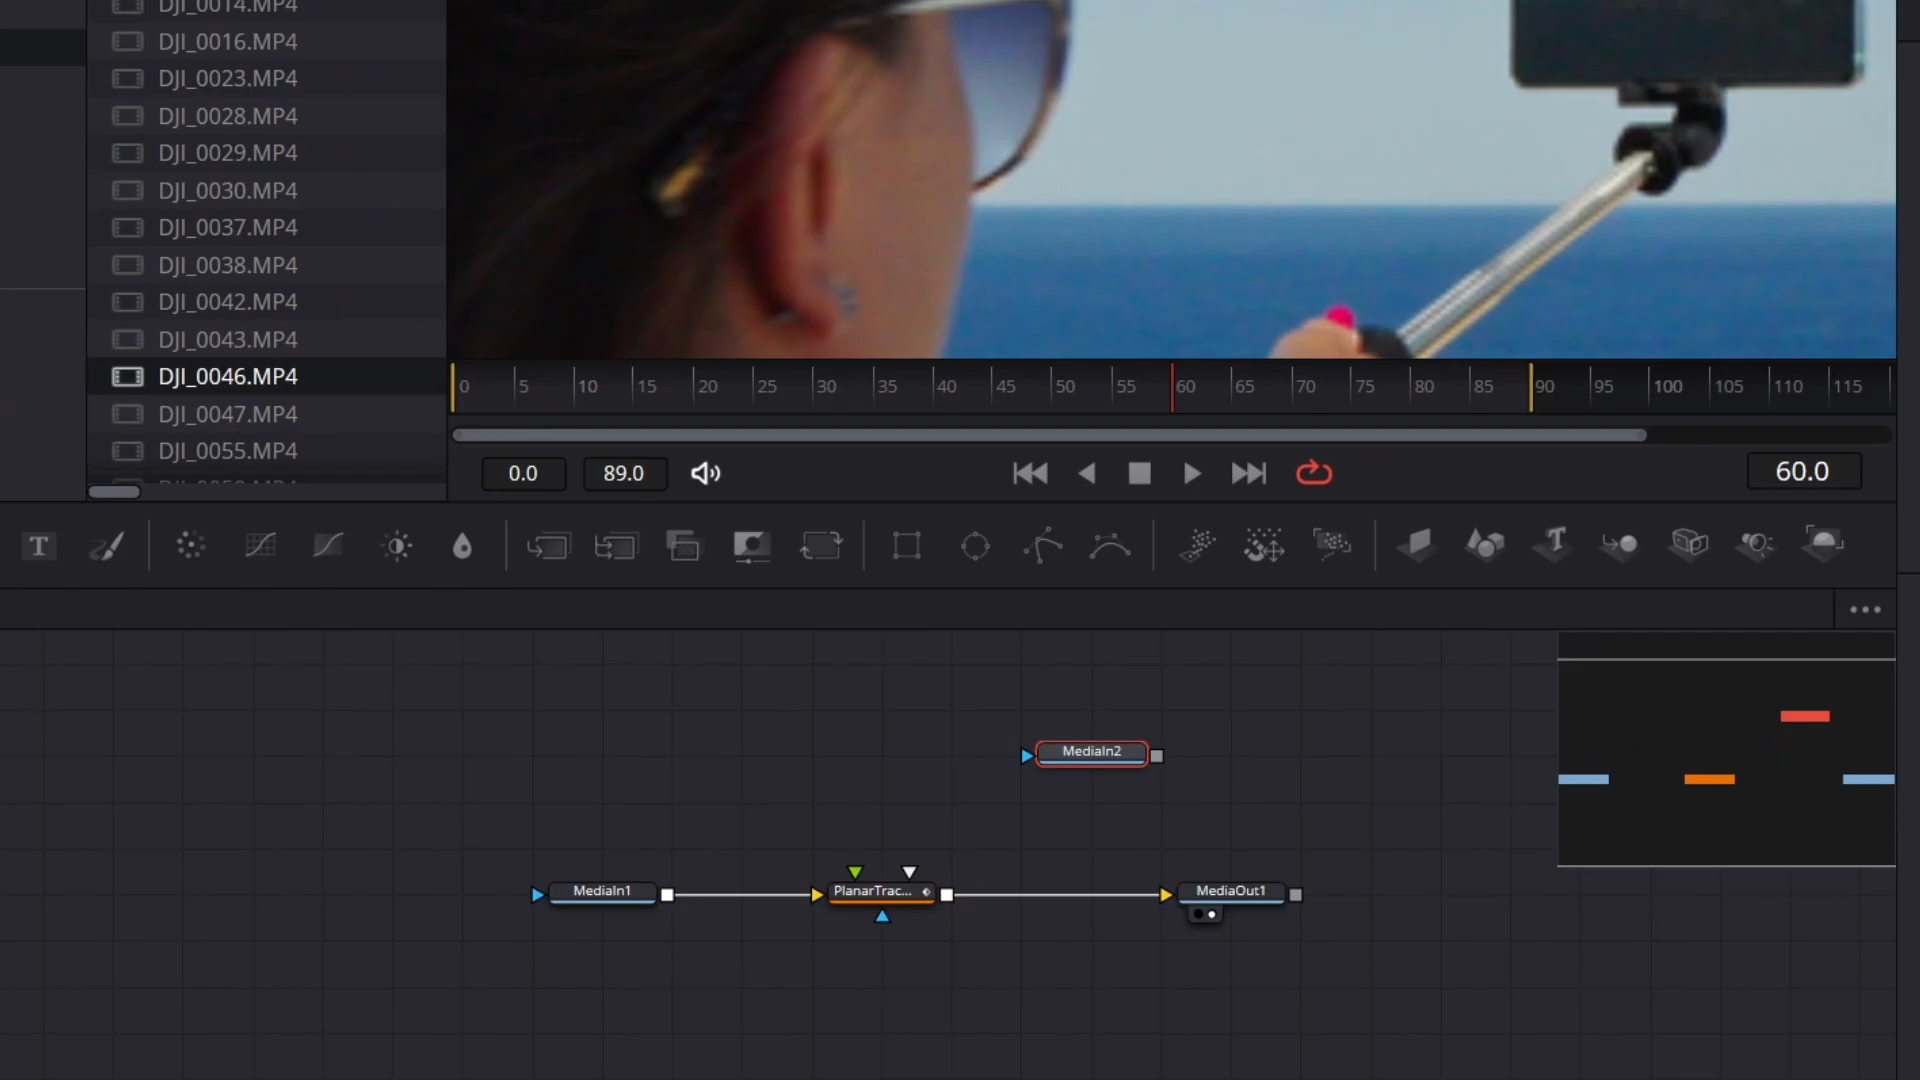 DJI_0014.MP4
DJI_0016.MP4
DJI_0023.MP4
DJI_0028.MP4
DJI_0029.MP4
DJI_0030.MP4
DJI_0037.MP4
DJI_0038.MP4
DJI_0042.MP4
DJI_0043.MP4
DJI_0046.MP4
DJI_0047.MP4
DJI_0055.MP4
0 5 10 15 20 25 30 35 40 45 50 55 60 65 70 75 80 85 90 95 100 105 110 115
0.0 89.0 60.0
T T
MediaIn2
MediaIn1 PlanarTrac... MediaOut1